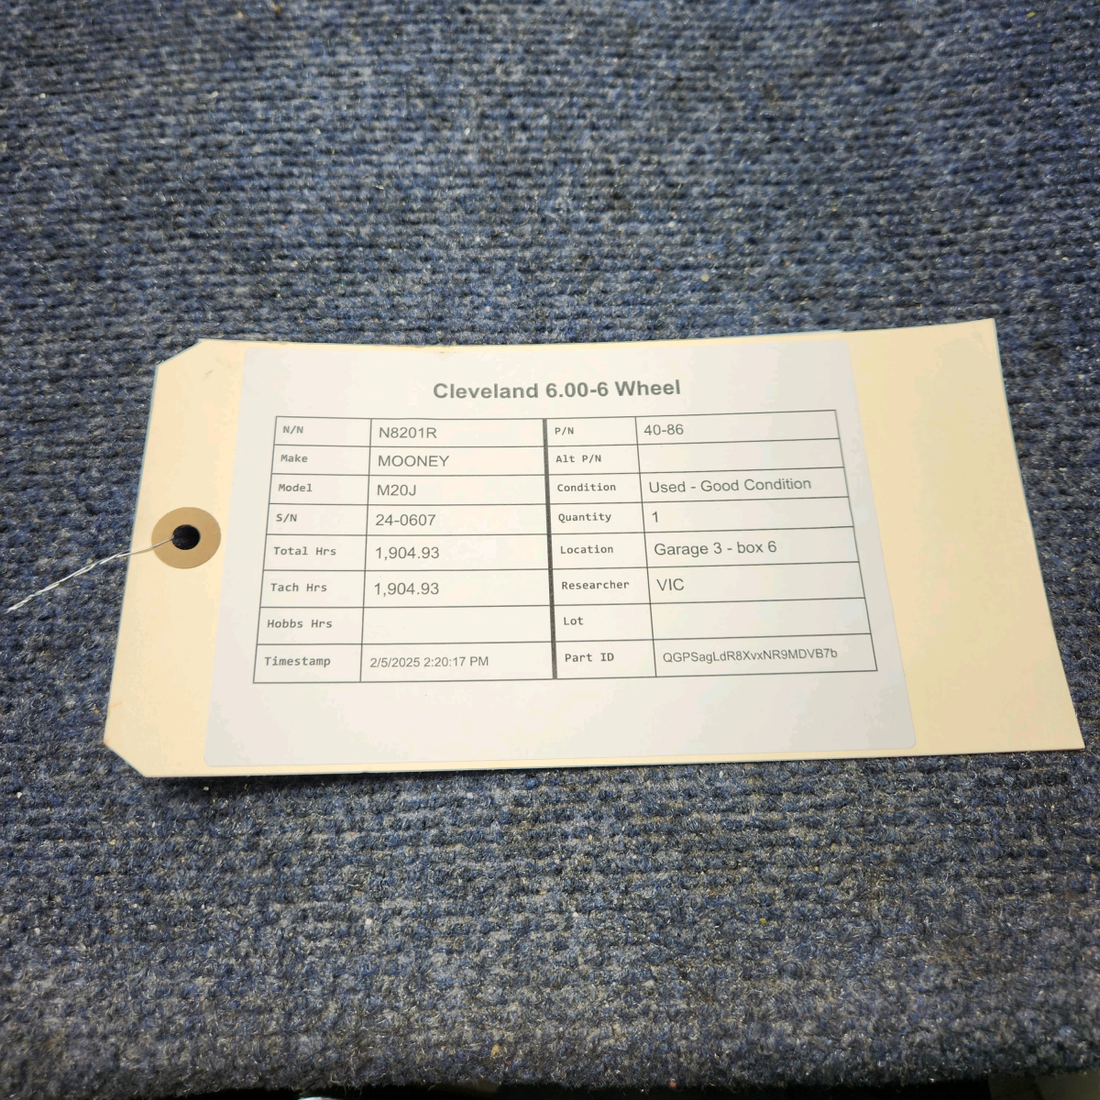 Cleveland 6.00-6 Wheel
N/N N8201R P/N 40-86
Make MOONEY Alt P/N
Model M20J Condition Used - Good Condition
S/N 24-0607 Quantity 1
Total Hrs 1,904.93 Location Garage 3 - box 6
Tach Hrs 1,904.93 Researcher VIC
Hobbs Hrs Lot
Timestamp 2/5/2025 2:20:17 PM Part ID QGPSagLdR8XvxNR9MDVB7b